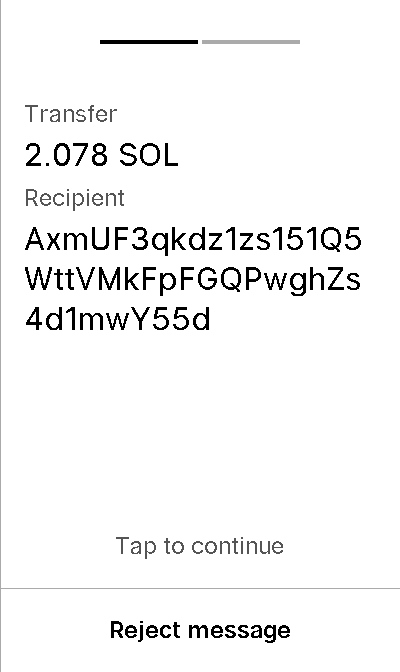 Transfer
2.078 SOL
Recipient
AxmUF3qkdz1zs151Q5
WttVMkFpFGQPwghZs
4d1mwY55d
Tap to continue
Reject message